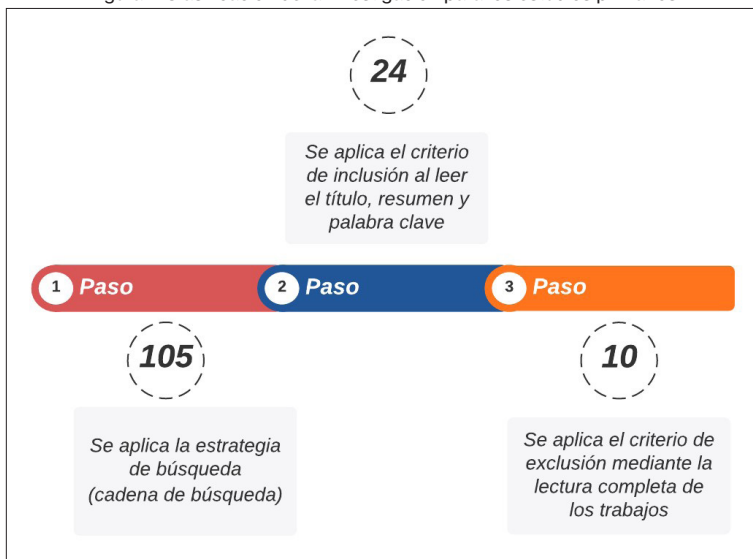 24
Se aplica el criterio
de inclusión al leer
el título, resumen y
palabra clave
1 Paso
2 Paso
3 Paso
105
Se aplica la estrategia
de búsqueda
(cadena de búsqueda)
10
Se aplica el criterio de
exclusión mediante la
lectura completa de
los trabajos